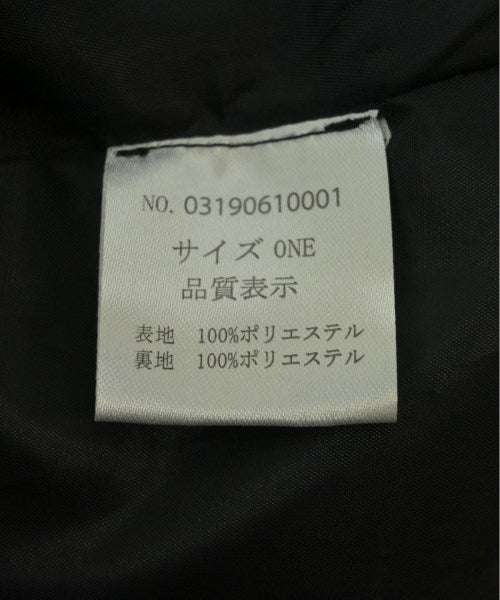 NO. 03190610001
サイズ ONE
品質表示
表地 100%ポリエステル
裏地 100%ポリエステル